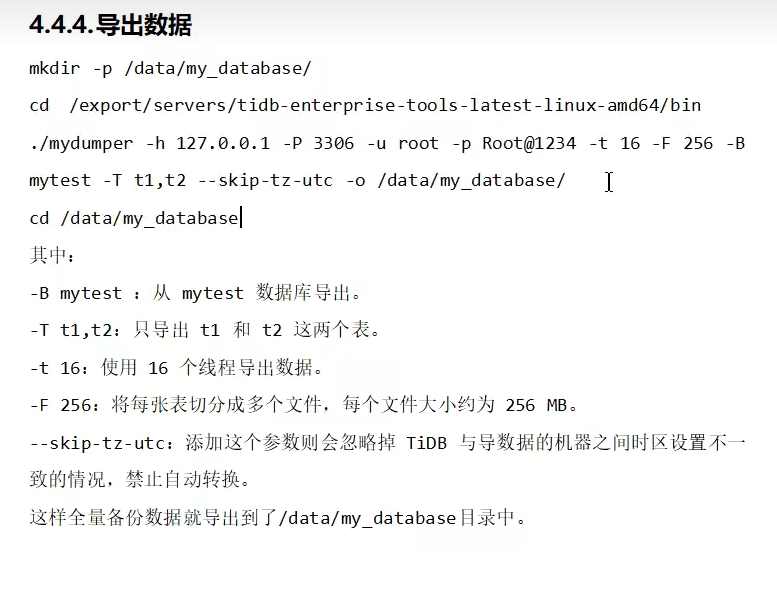 4.4.4.导出数据
mkdir -p /data/my_database/
cd  /export/servers/tidb-enterprise-tools-latest-linux-amd64/bin
./mydumper -h 127.0.0.1 -P 3306 -u root -p Root@1234 -t 16 -F 256 -B
mytest -T t1,t2 --skip-tz-utc -o /data/my_database/
cd /data/my_database
其中：
-B mytest ：从 mytest 数据库导出。
-T t1,t2：只导出 t1 和 t2 这两个表。
-t 16：使用 16 个线程导出数据。
-F 256：将每张表切分成多个文件，每个文件大小约为 256 MB。
--skip-tz-utc：添加这个参数则会忽略掉 TiDB 与导数据的机器之间时区设置不一
致的情况，禁止自动转换。
这样全量备份数据就导出到了/data/my_database目录中。